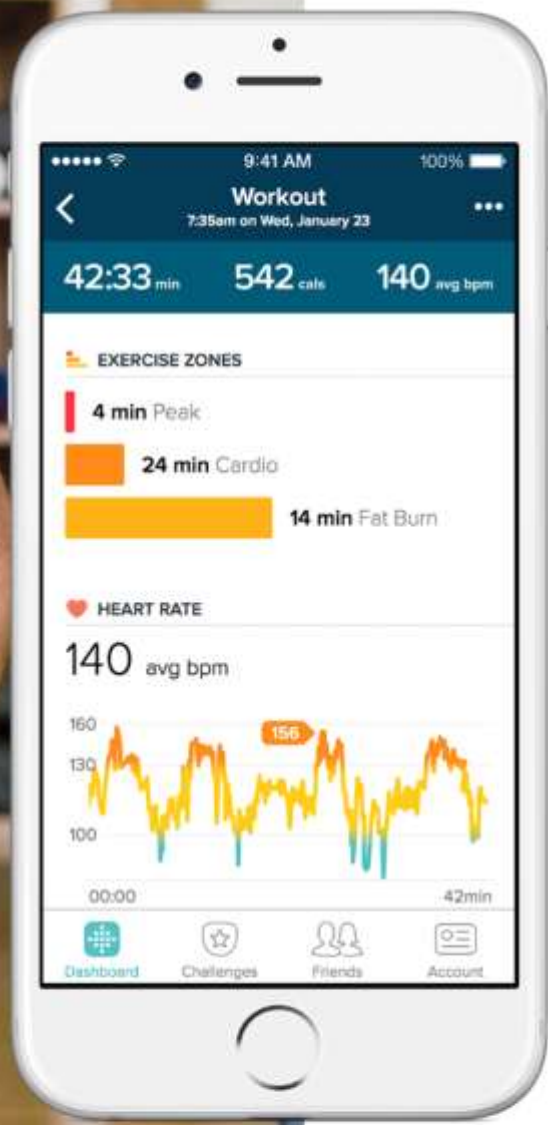 9:41 AM 100%
Workout
7:35am on Wed, January 23
42:33 min 542 cals 140 avg bpm
EXERCISE ZONES
4 min Peak
24 min Cardio
14 min Fat Burn
HEART RATE
140 avg bpm
160
156
130
100
00:00 42min
Dashboard Challenges Friends Account